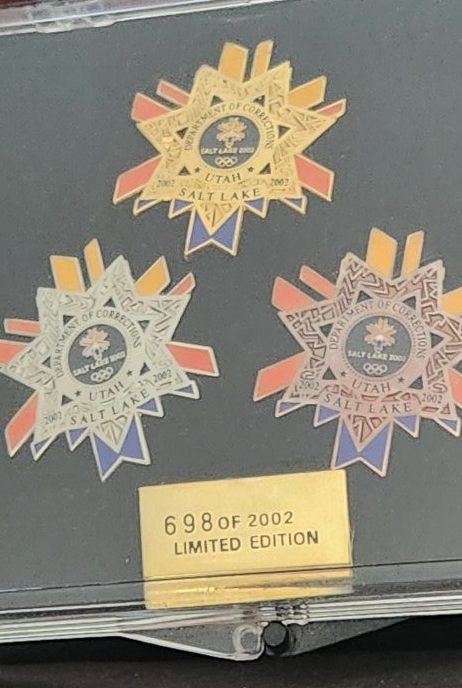 DEPARTMENT OF CORRECTIONS
SALT LAKE 2002
UTAH
2002 2002
SALT LAKE
DEPARTMENT OF CORRECTIONS
SALT LAKE 2002
UTAH
2002 2002
SALT LAKE
DEPARTMENT OF CORRECTIONS
SALT LAKE 2002
UTAH
2002 2002
SALT LAKE
698 OF 2002
LIMITED EDITION